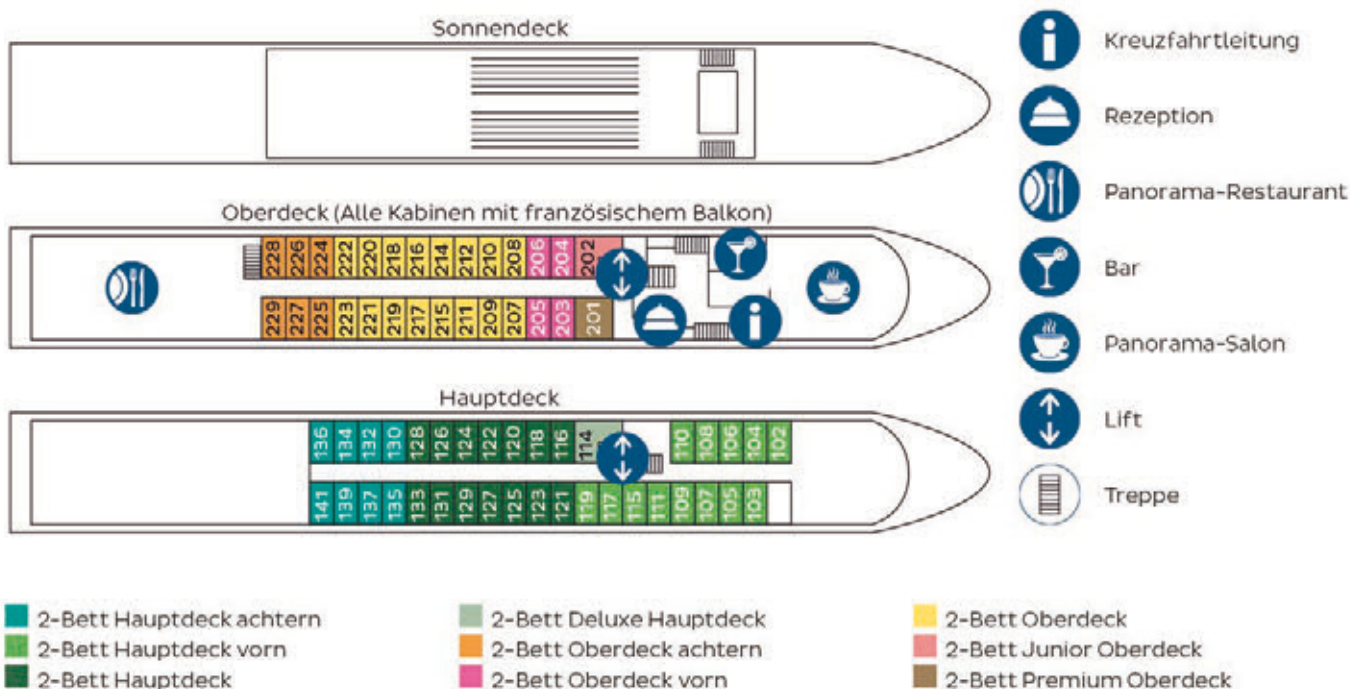 Sonnendeck
Oberdeck (Alle Kabinen mit französischem Balkon)
228 226 224 222 220 218 216 214 212 210 208 206 204 202
229 227 225 223 221 219 217 215 211 209 207 205 203 201
Hauptdeck
136 134 132 130 128 126 124 122 120 118 116 114 110 108 106 104 102
141 139 137 135 133 131 129 127 125 123 121 119 117 115 111 109 107 105 103
Kreuzfahrtleitung
Rezeption
Panorama-Restaurant
Bar
Panorama-Salon
Lift
Treppe
2-Bett Hauptdeck achtern
2-Bett Hauptdeck vorn
2-Bett Hauptdeck
2-Bett Deluxe Hauptdeck
2-Bett Oberdeck achtern
2-Bett Oberdeck vorn
2-Bett Oberdeck
2-Bett Junior Oberdeck
2-Bett Premium Oberdeck